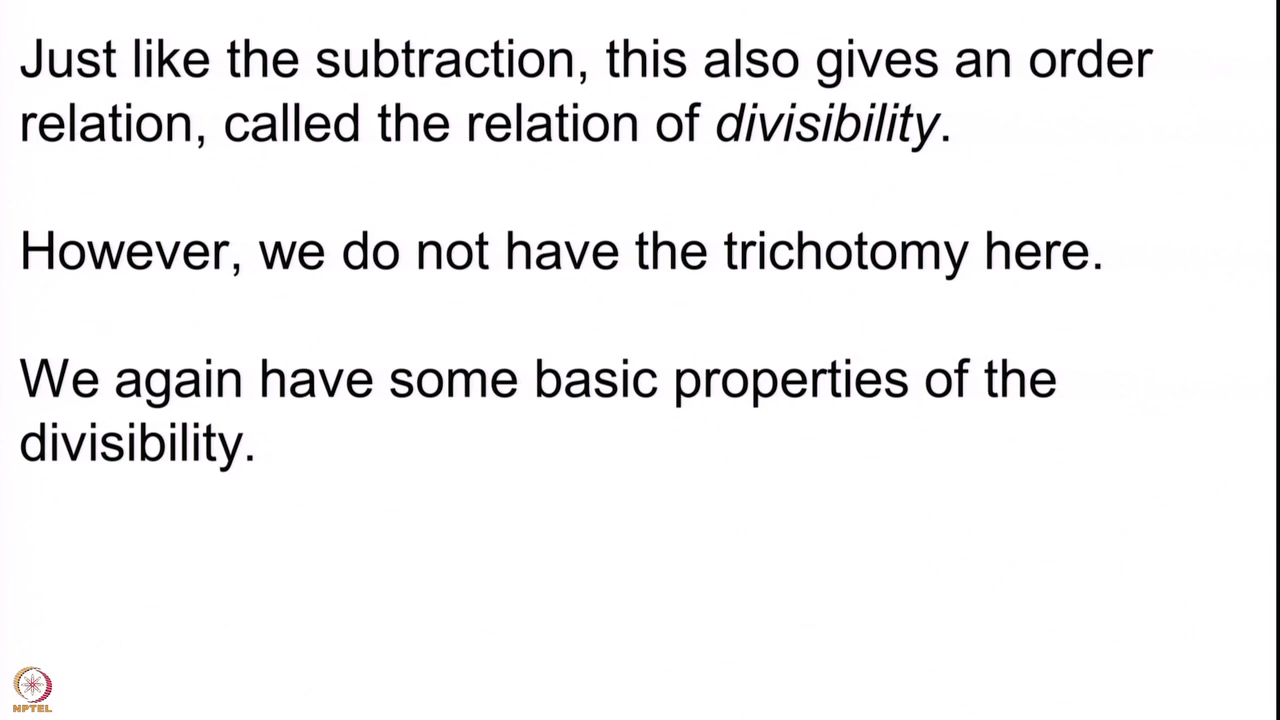 Just like the subtraction, this also gives an order
relation, called the relation of divisibility.
However, we do not have the trichotomy here.
We again have some basic properties of the
divisibility.
NPTEL